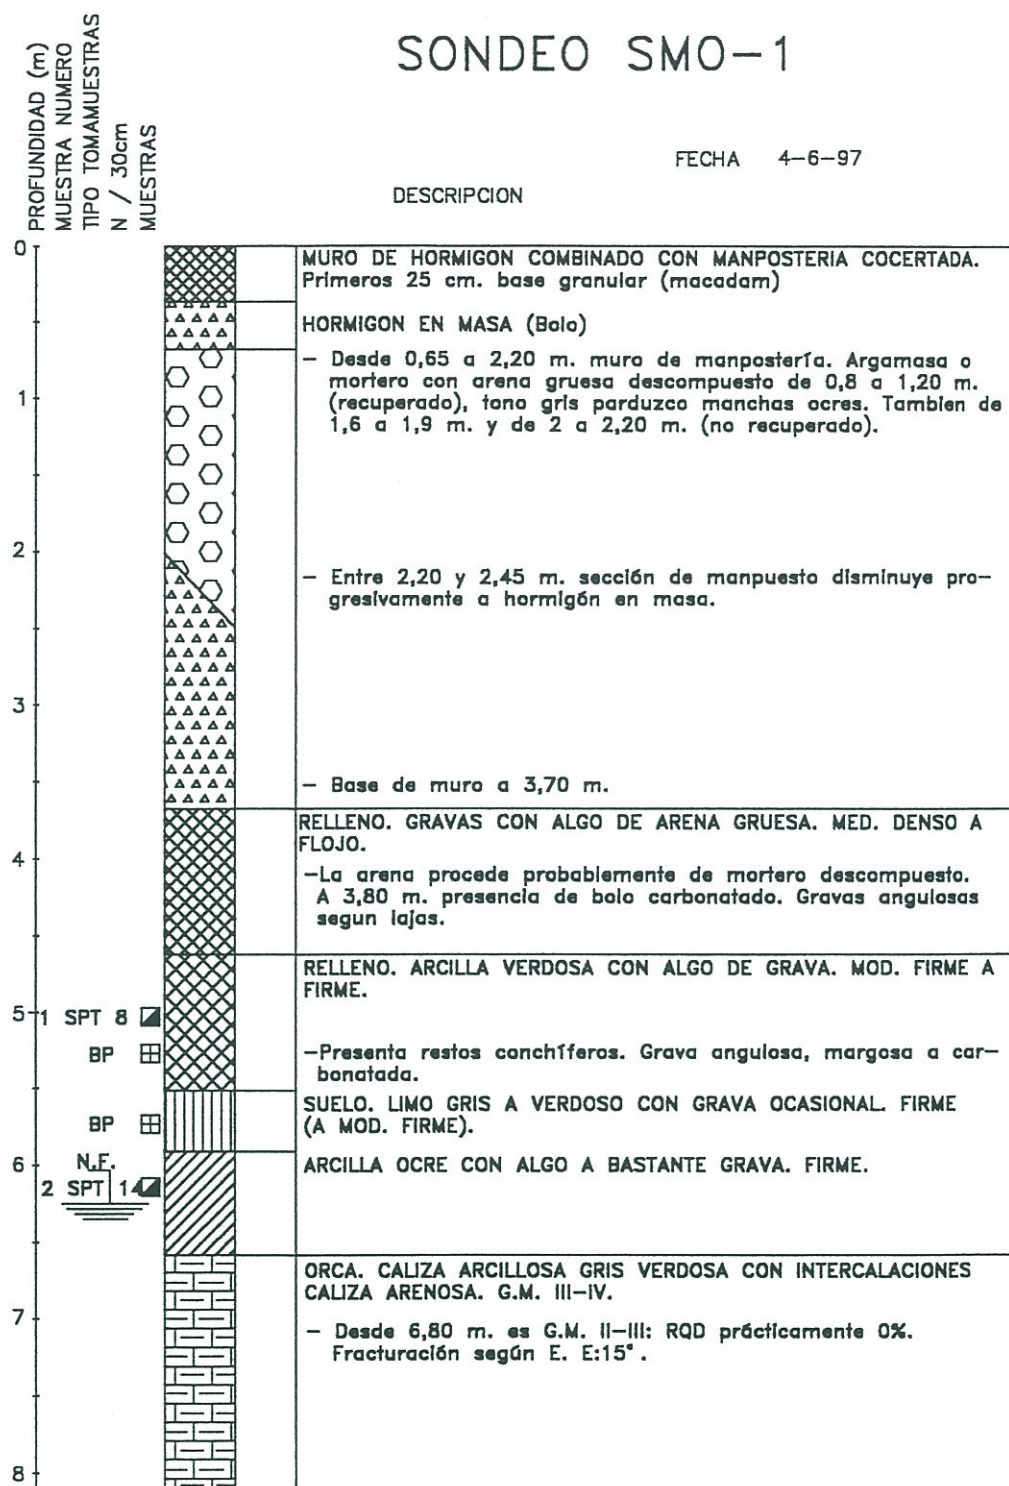 SONDEO SMO-1
PROFUNDIDAD (m)
MUESTRA NUMERO
TIPO TOMAMUESTRAS
N / 30cm
MUESTRAS
FECHA 4-6-97
DESCRIPCION
0
MURO DE HORMIGON COMBINADO CON MANPOSTERIA COCERTADA.
Primeros 25 cm. base granular (macadam)
HORMIGON EN MASA (Bolo)
- Desde 0,65 a 2,20 m. muro de manpostería. Argamasa o
mortero con arena gruesa descompuesto de 0,8 a 1,20 m.
1
(recuperado), tono gris parduzco manchas ocres. Tambien de
1,6 a 1,9 m. y de 2 a 2,20 m. (no recuperado).
2
- Entre 2,20 y 2,45 m. sección de manpuesto disminuye pro-
gresivamente a hormigón en masa.
3
- Base de muro a 3,70 m.
RELLENO. GRAVAS CON ALGO DE ARENA GRUESA. MED. DENSO A
FLOJO.
4
-La arena procede probablemente de mortero descompuesto.
A 3,80 m. presencia de bolo carbonatado. Gravas angulosas
segun lajas.
RELLENO. ARCILLA VERDOSA CON ALGO DE GRAVA. MOD. FIRME A
FIRME.
5
1 SPT 8
BP
-Presenta restos conchíferos. Grava angulosa, margosa a car-
bonatada.
SUELO. LIMO GRIS A VERDOSO CON GRAVA OCASIONAL. FIRME
(A MOD. FIRME).
BP
6
N.F.
ARCILLA OCRE CON ALGO A BASTANTE GRAVA. FIRME.
2 SPT 14
ORCA. CALIZA ARCILLOSA GRIS VERDOSA CON INTERCALACIONES
CALIZA ARENOSA. G.M. III-IV.
7
- Desde 6,80 m. es G.M. II-III: RQD prácticamente 0%.
Fracturación según E. E:15°.
8